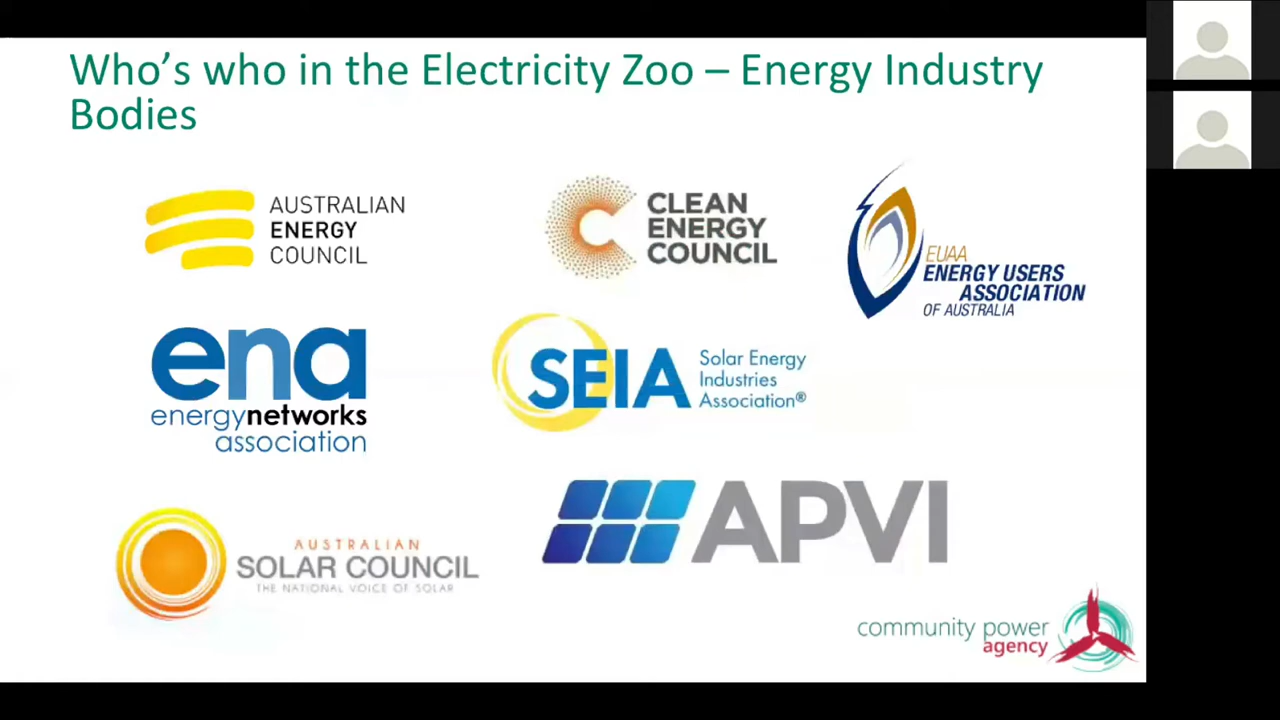 Who's who in the Electricity Zoo – Energy Industry
Bodies
AUSTRALIAN
ENERGY
COUNCIL
CLEAN
ENERGY
COUNCIL
EUAA
ENERGY USERS
ASSOCIATION
OF AUSTRALIA
ena
energynetworks
association
SEIA
Solar Energy
Industries
Association®
AUSTRALIAN
SOLAR COUNCIL
THE NATIONAL VOICE OF SOLAR
APVI
community power
agency